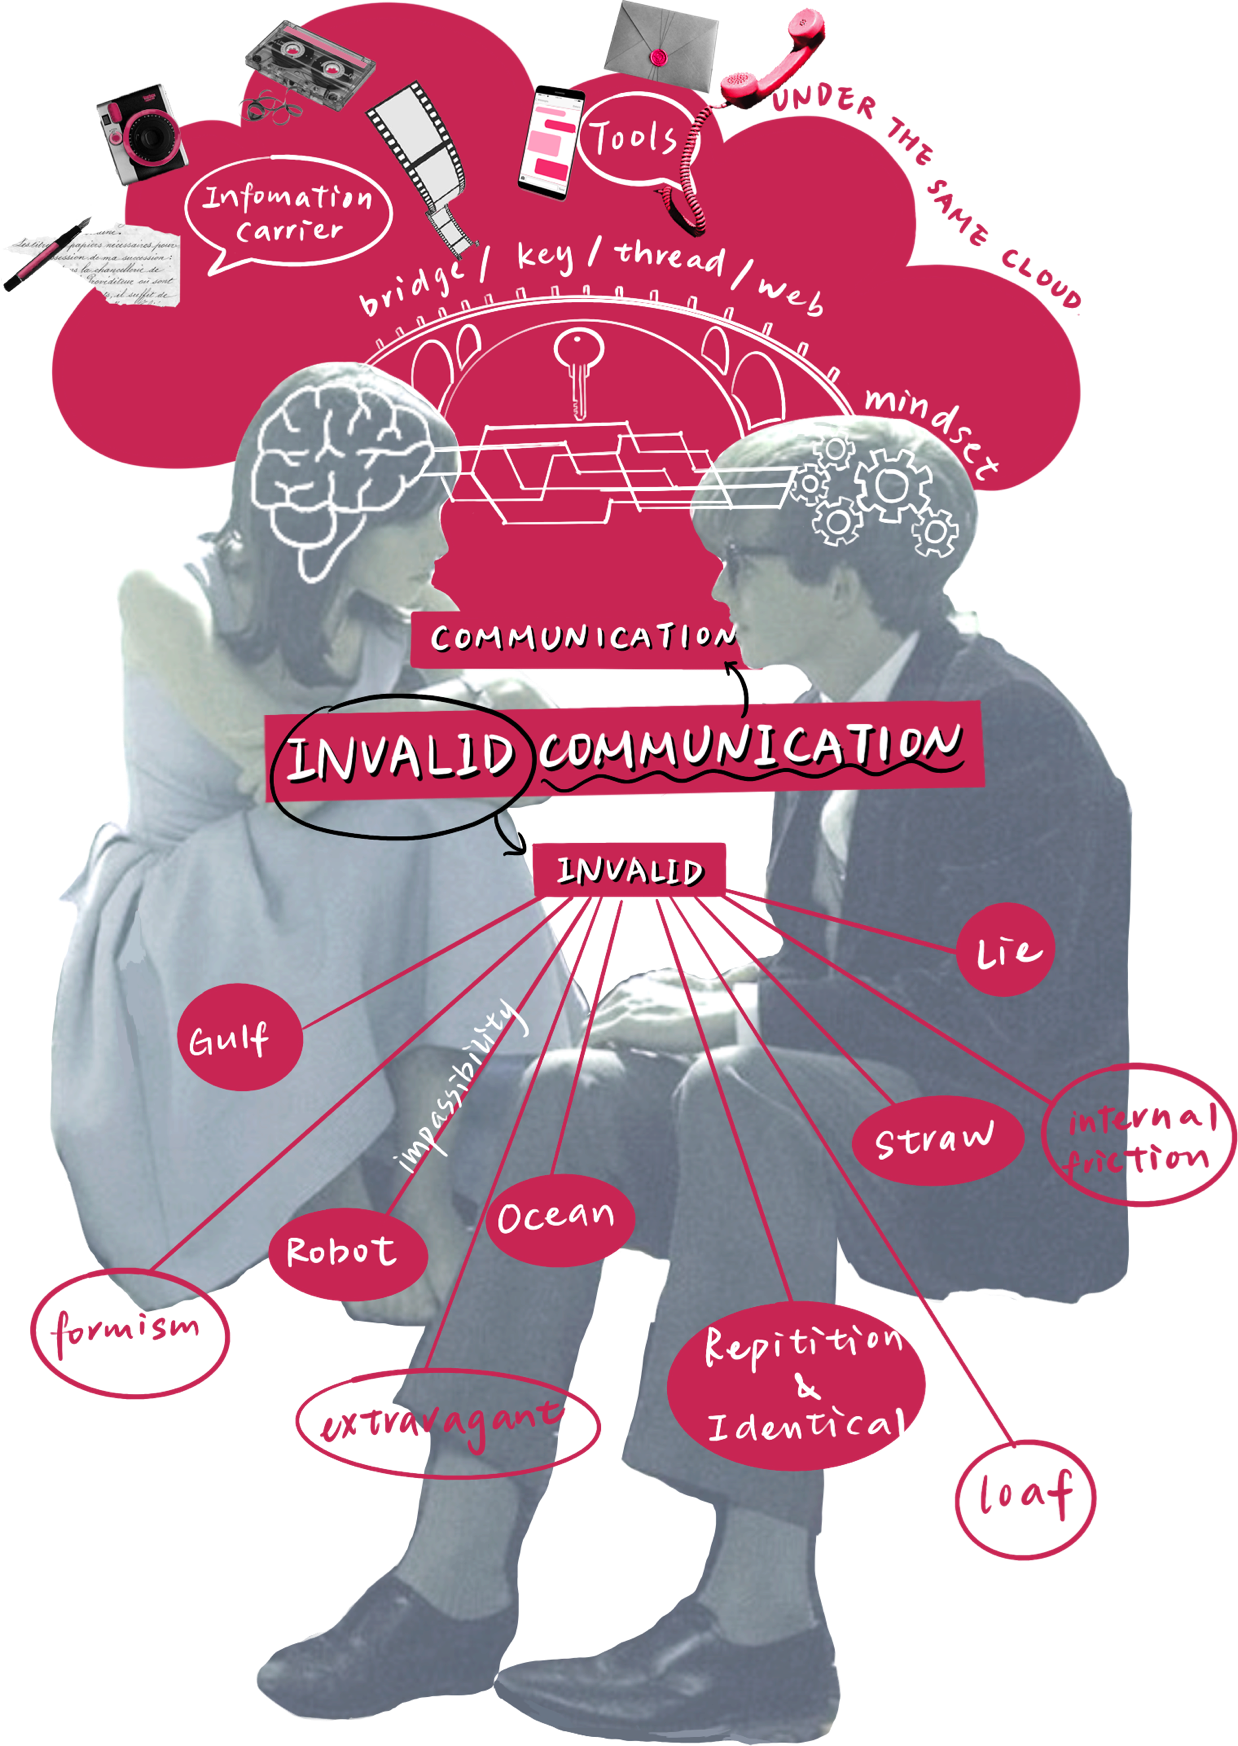 UNDER THE SAME CLOUD
Tools
Infomation
carrier
bridge / key / thread / web
mindset
COMMUNICATION
INVALID COMMUNICATION
INVALID
Lie
Gulf
impassibility
straw
internal
friction
Ocean
Robot
formism
extravagant
Repitition
&
Identical
loaf